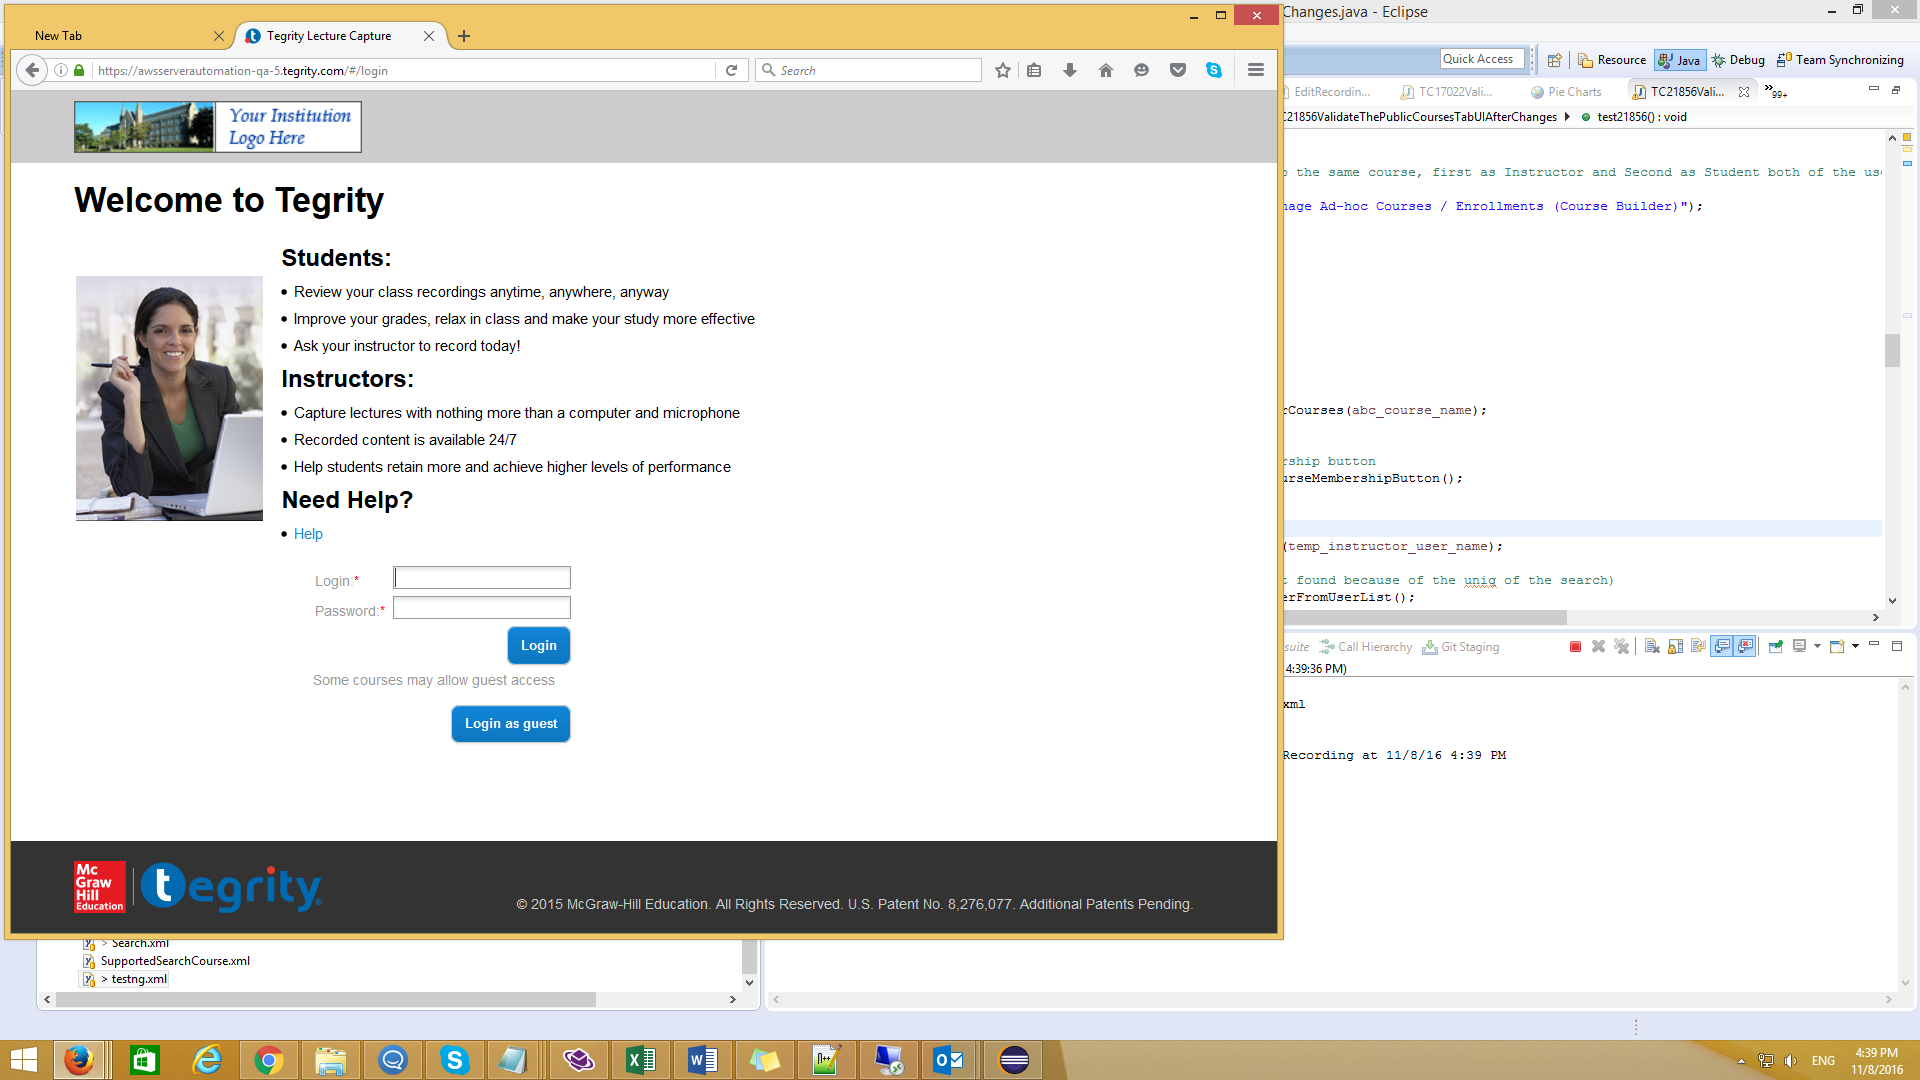 Changes.java - Eclipse
New Tab
Tegrity Lecture Capture
https://awsserverautomation-qa-5.tegrity.com/#/login
Search
Quick Access
Resource
Java
Debug
Team Synchronizing
EditRecordin...
TC17022Vali...
Pie Charts
TC21856Vali...
99+
C21856ValidateThePublicCoursesTabUIAfterChanges
test21856() : void
Your Institution
Logo Here
Welcome to Tegrity
Students:
Review your class recordings anytime, anywhere, anyway
Improve your grades, relax in class and make your study more effective
Ask your instructor to record today!
Instructors:
Capture lectures with nothing more than a computer and microphone
Recorded content is available 24/7
Help students retain more and achieve higher levels of performance
Need Help?
Help
Login:*
Password:*
Login
Some courses may allow guest access
Login as guest
Mc
Graw
Hill
Education
tegrity
© 2015 McGraw-Hill Education. All Rights Reserved. U.S. Patent No. 8,276,077. Additional Patents Pending.
the same course, first as Instructor and Second as Student both of the use
nage Ad-hoc Courses / Enrollments (Course Builder)");
rCourses(abc_course_name);
rship button
urseMembershipButton();
(temp_instructor_user_name);
t found because of the uniq of the search)
erFromUserList();
suite
Call Hierarchy
Git Staging
4:39:36 PM)
xml
Recording at 11/8/16 4:39 PM
> Search.xml
SupportedSearchCourse.xml
> testng.xml
ENG
4:39 PM
11/8/2016